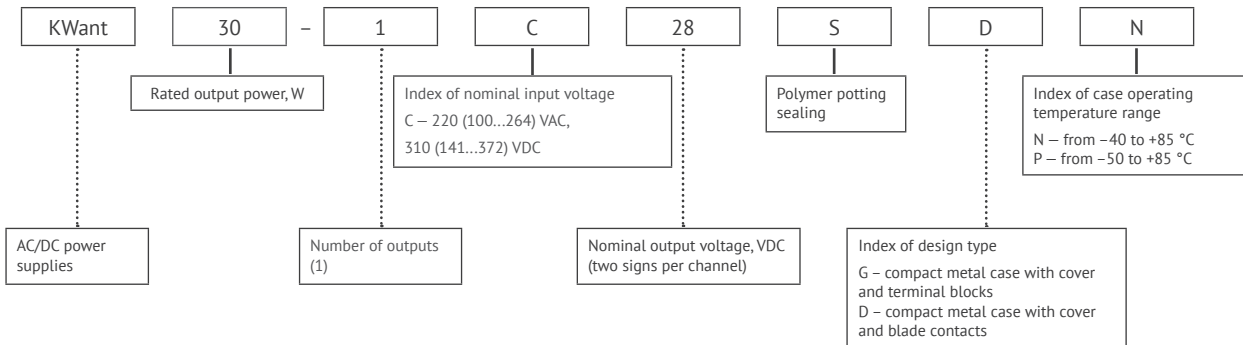 KWant 30 – 1 C 28 S D N
Rated output power, W
Index of nominal input voltage
C — 220 (100...264) VAC,
310 (141...372) VDC
Polymer potting
sealing
Index of case operating
temperature range
N — from –40 to +85 °C
P — from –50 to +85 °C
AC/DC power
supplies
Number of outputs
(1)
Nominal output voltage, VDC
(two signs per channel)
Index of design type
G – compact metal case with cover
and terminal blocks
D – compact metal case with cover
and blade contacts